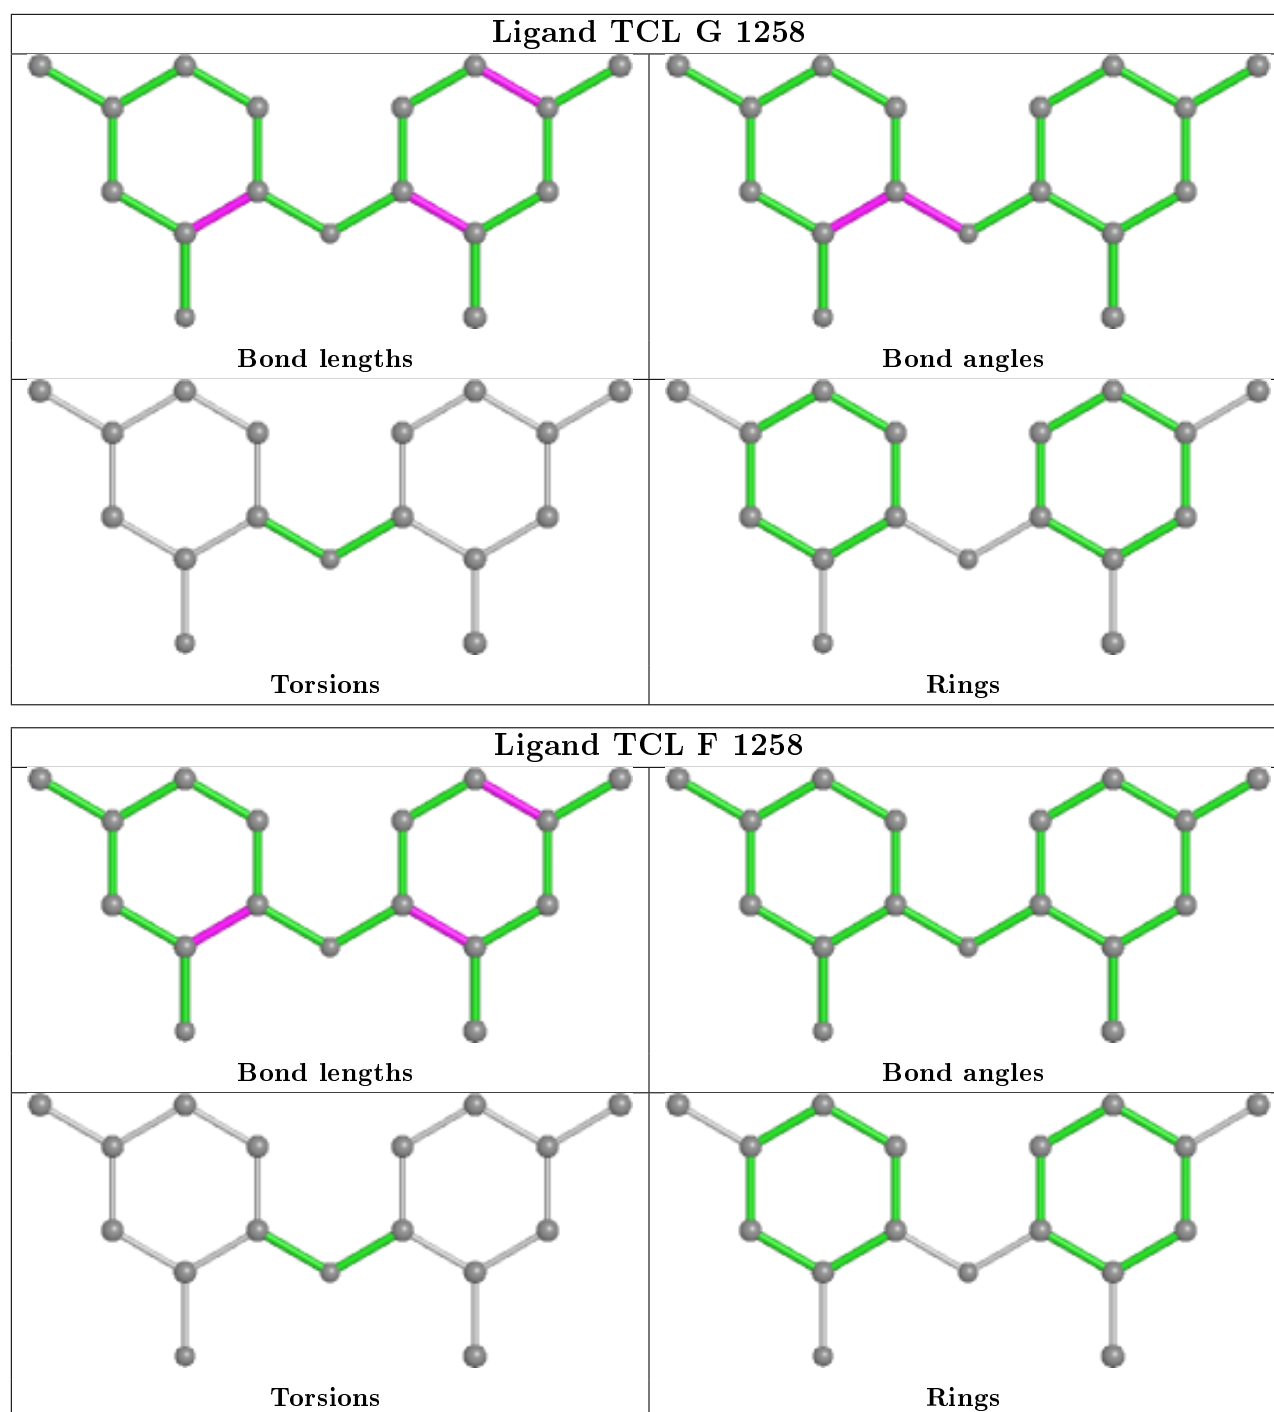 Ligand TCL G 1258
Bond lengths
Bond angles
Torsions
Rings
Ligand TCL F 1258
Bond lengths
Bond angles
Torsions
Rings